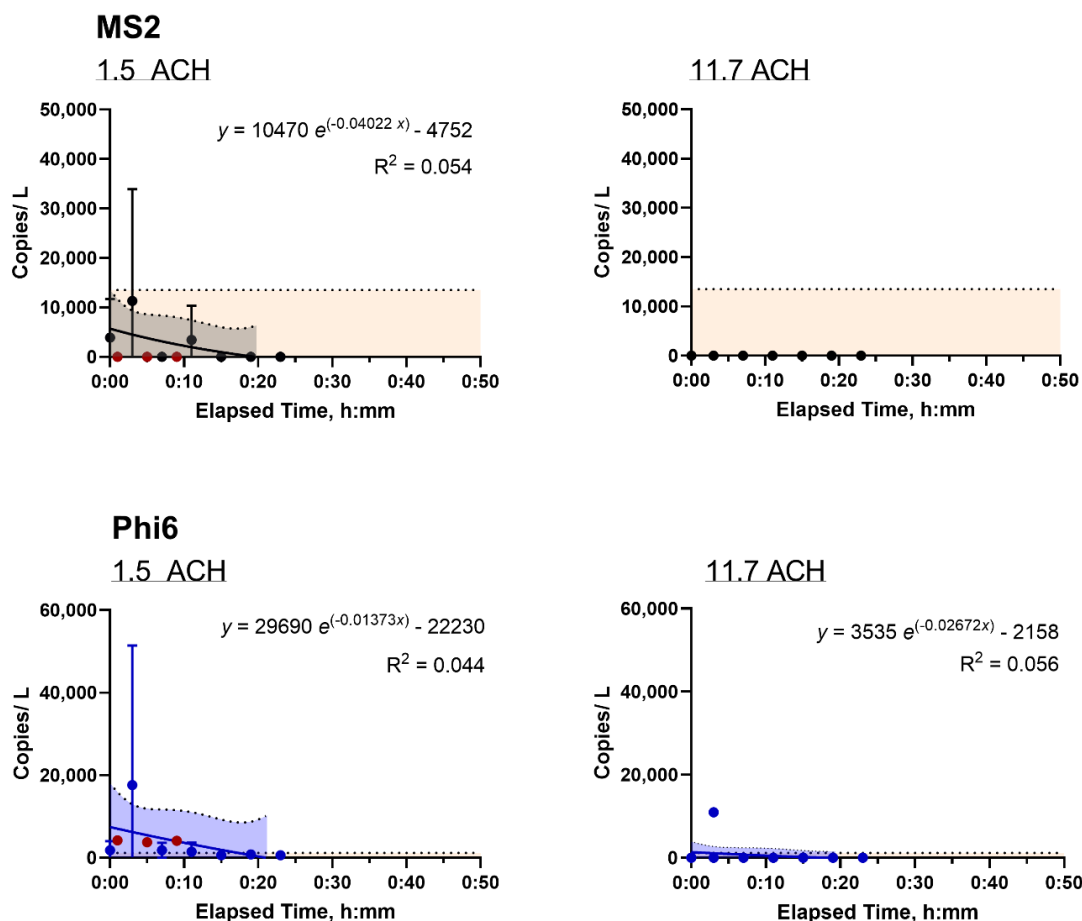 MS2
1.5 ACH
50,000
40,000
30,000
20,000
10,000
0
Copies/ L
y = 10470 e^(-0.04022 x) - 4752
R² = 0.054
0:00 0:10 0:20 0:30 0:40 0:50
Elapsed Time, h:mm
11.7 ACH
50,000
40,000
30,000
20,000
10,000
0
Copies/ L
0:00 0:10 0:20 0:30 0:40 0:50
Elapsed Time, h:mm
Phi6
1.5 ACH
60,000
40,000
20,000
0
Copies/ L
y = 29690 e^(-0.01373x) - 22230
R² = 0.044
0:00 0:10 0:20 0:30 0:40 0:50
Elapsed Time, h:mm
11.7 ACH
60,000
40,000
20,000
0
Copies/ L
y = 3535 e^(-0.02672x) - 2158
R² = 0.056
0:00 0:10 0:20 0:30 0:40 0:50
Elapsed Time, h:mm